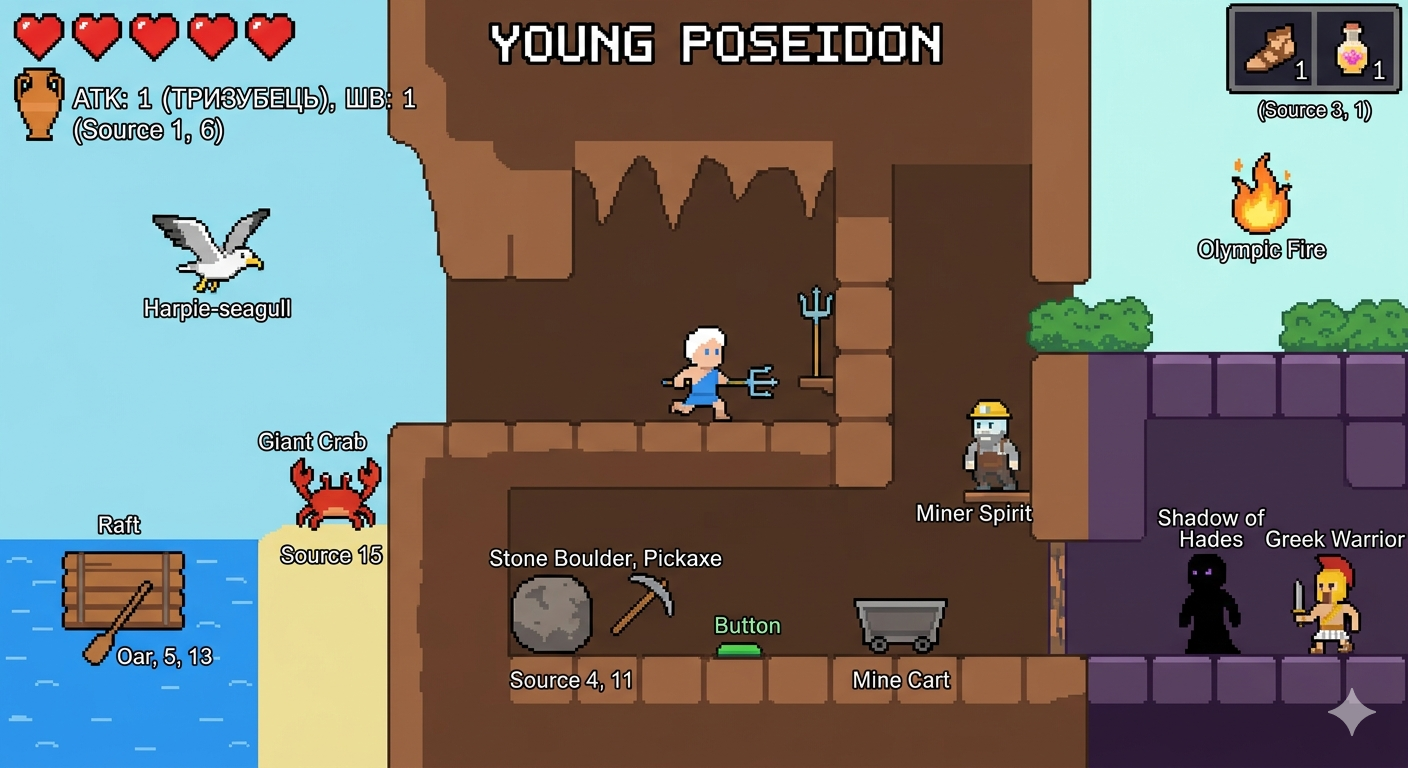 YOUNG POSEIDON
АТК: 1 (ТРИЗУБЕЦЬ), ШВ: 1
(Source 1, 6)
1
1
(Source 3, 1)
Olympic Fire
Harpie-seagull
Giant Crab
Source 15
Raft
Oar, 5, 13
Miner Spirit
Stone Boulder, Pickaxe
Button
Source 4, 11
Mine Cart
Shadow of
Hades
Greek Warrior